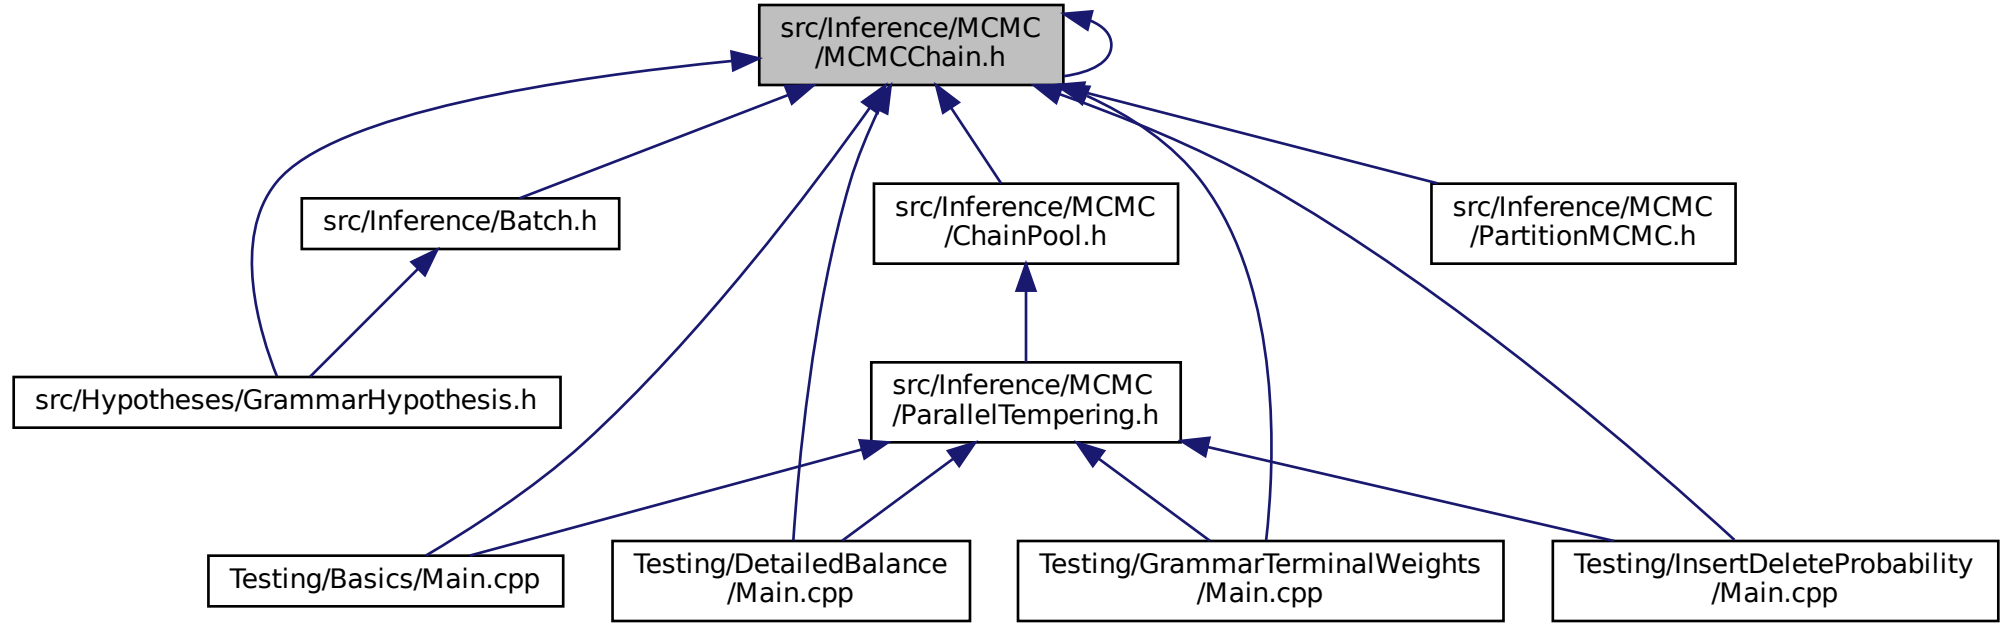 src/Inference/MCMC
/MCMCChain.h
src/Inference/Batch.h
src/Inference/MCMC
/ChainPool.h
src/Inference/MCMC
/PartitionMCMC.h
src/Hypotheses/GrammarHypothesis.h
src/Inference/MCMC
/ParallelTempering.h
Testing/Basics/Main.cpp
Testing/DetailedBalance
/Main.cpp
Testing/GrammarTerminalWeights
/Main.cpp
Testing/InsertDeleteProbability
/Main.cpp